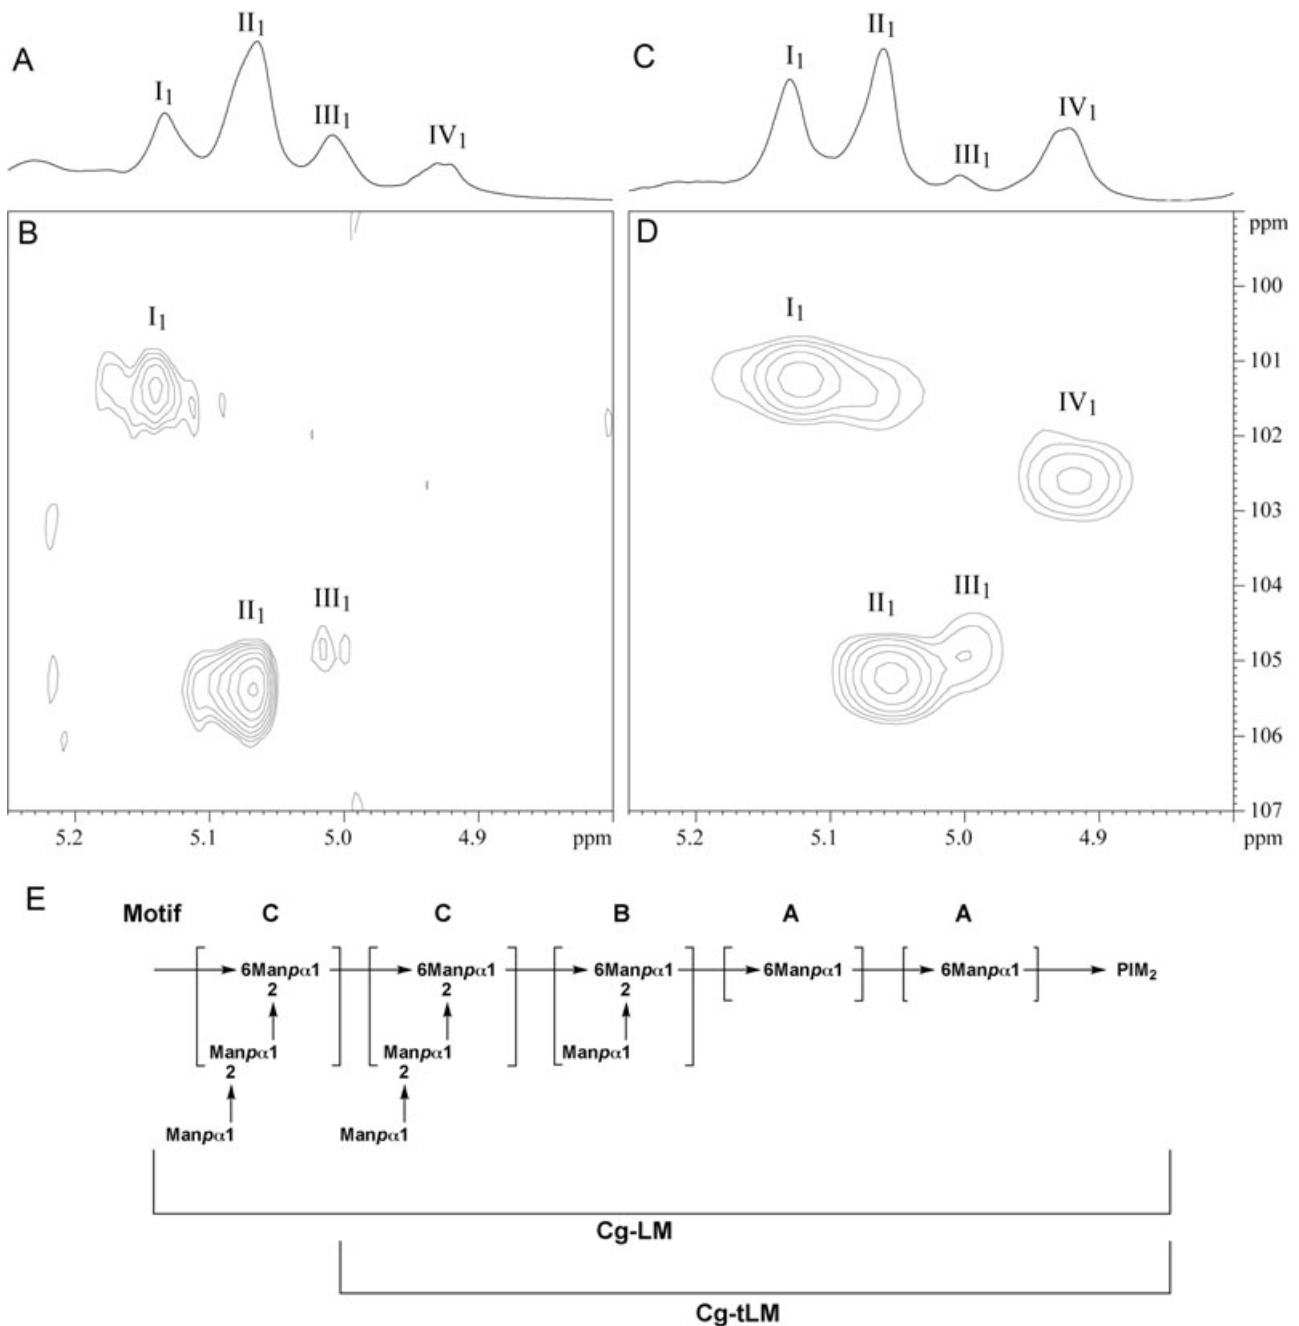 A
I₁
II₁
III₁
IV₁
C
I₁
II₁
III₁
IV₁
B
I₁
II₁
III₁
5.2 5.1 5.0 4.9 ppm
D
I₁
IV₁
II₁
III₁
5.2 5.1 5.0 4.9 ppm
ppm
100
101
102
103
104
105
106
107
E
Motif C C B A A
6Manpα1 6Manpα1 6Manpα1 6Manpα1 6Manpα1 PIM₂
2 2 2
Manpα1 Manpα1 Manpα1
2 2
Manpα1 Manpα1
Cg-LM
Cg-tLM